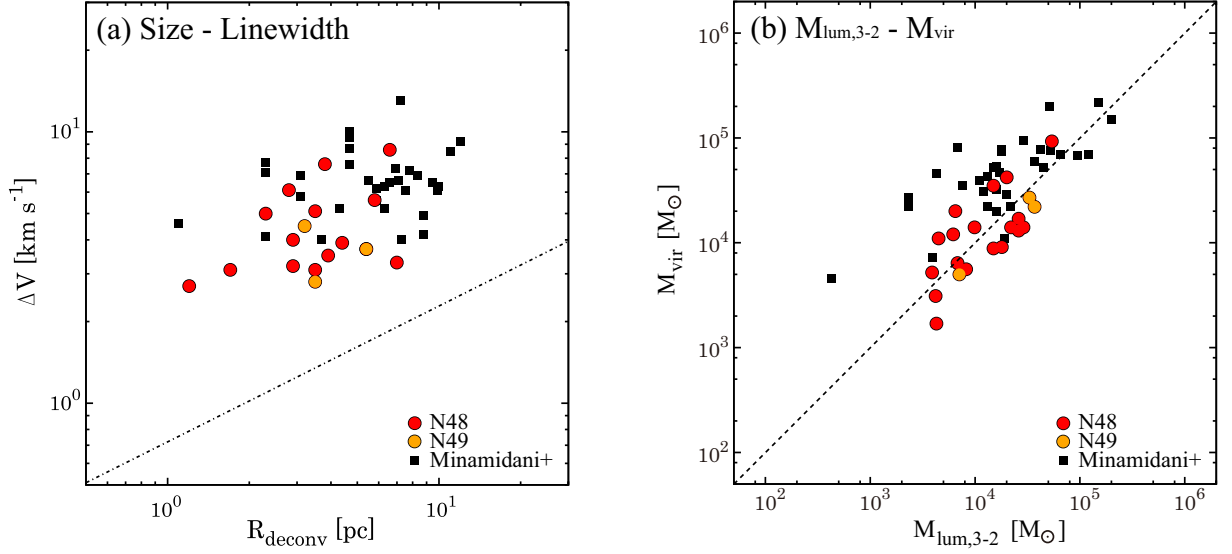 (a) Size - Linewidth
10¹
10⁰
ΔV [km s⁻¹]
N48
N49
Minamidani+
10⁰
10¹
R_deconv [pc]
(b) M_lum,3-2 - M_vir
10⁶
10⁵
10⁴
10³
10²
M_vir [M_⊙]
N48
N49
Minamidani+
10²
10³
10⁴
10⁵
10⁶
M_lum,3-2 [M_⊙]